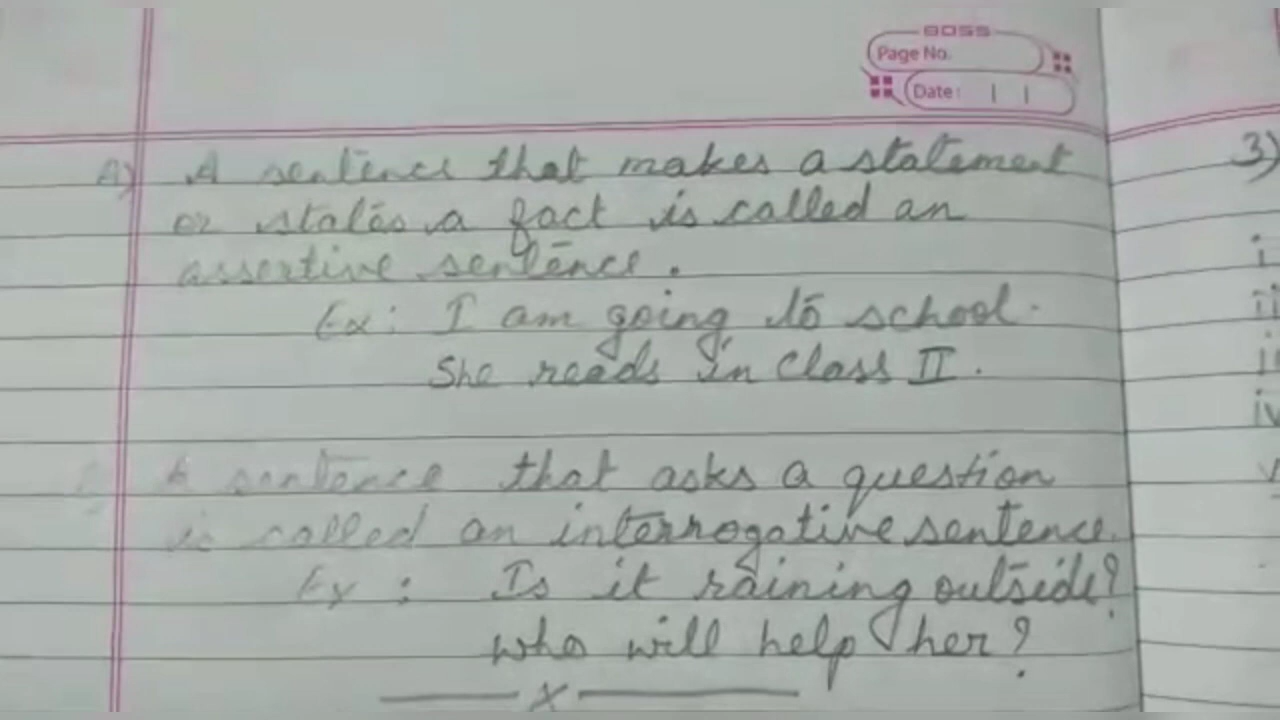 BOSS
Page No.
Date:
A) A sentence that makes a statement
or states a fact is called an
assertive sentence.
Ex: I am going to school.
She reads in Class II.
A sentence that asks a question
is called an interrogative sentence.
Ex: Is it raining outside?
who will help her?
X
3)
i
ii
iv